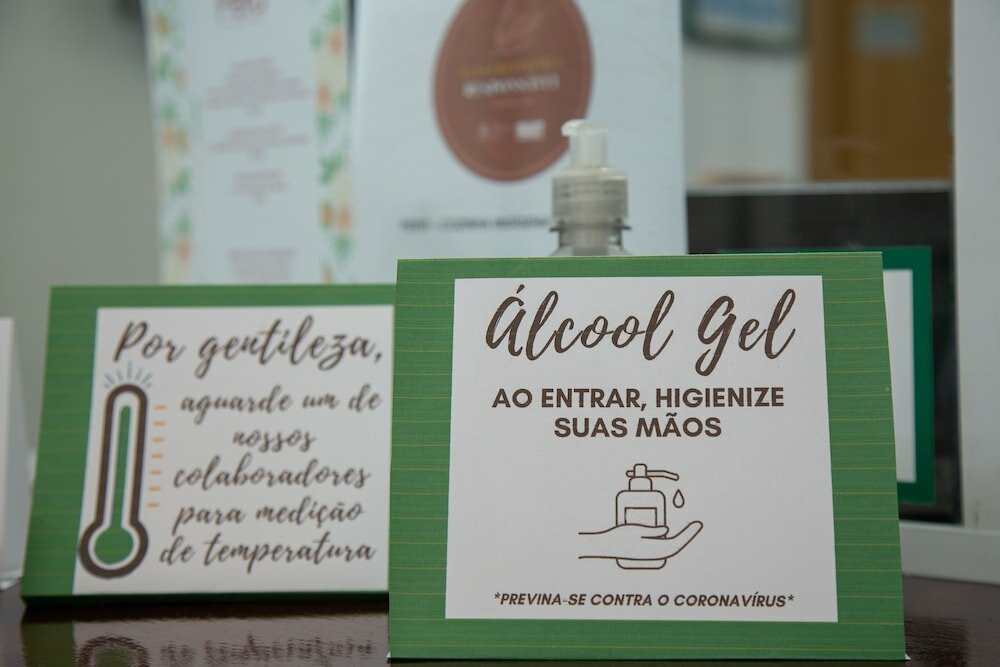 Por gentileza,
aguarde um de
nossos
colaboradores
para medição
de temperatura
Álcool Gel
AO ENTRAR, HIGIENIZE
SUAS MÃOS
*PREVINA-SE CONTRA O CORONAVÍRUS*